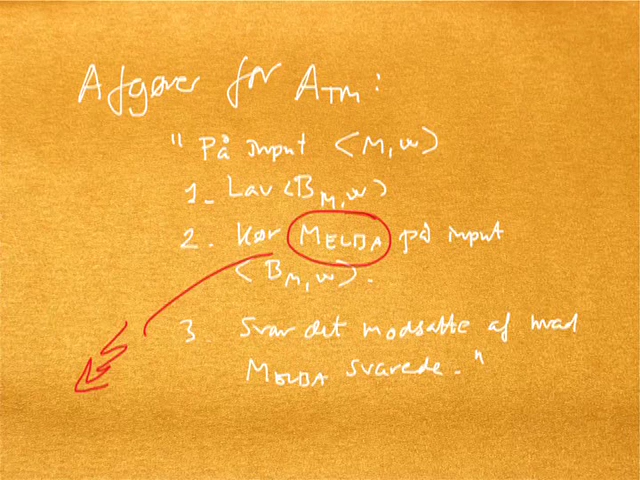 Afgører for A_TM:
"På input ⟨M,w⟩
1. Lav ⟨B_M,w⟩
2. Kør M_ELBA på input
⟨B_M,w⟩.
3 Svar det modsatte af hvad
M_ELBA svarede."